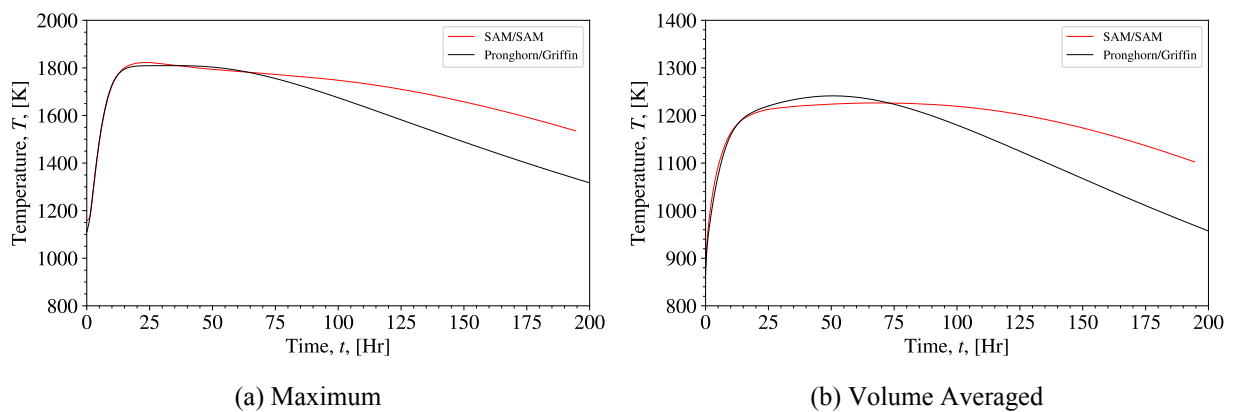 2000
1800
1600
1400
1200
1000
800
Temperature, T, [K]
SAM/SAM
Pronghorn/Griffin
0 25 50 75 100 125 150 175 200
Time, t, [Hr]
(a) Maximum
1400
1300
1200
1100
1000
900
800
Temperature, T, [K]
SAM/SAM
Pronghorn/Griffin
0 25 50 75 100 125 150 175 200
Time, t, [Hr]
(b) Volume Averaged